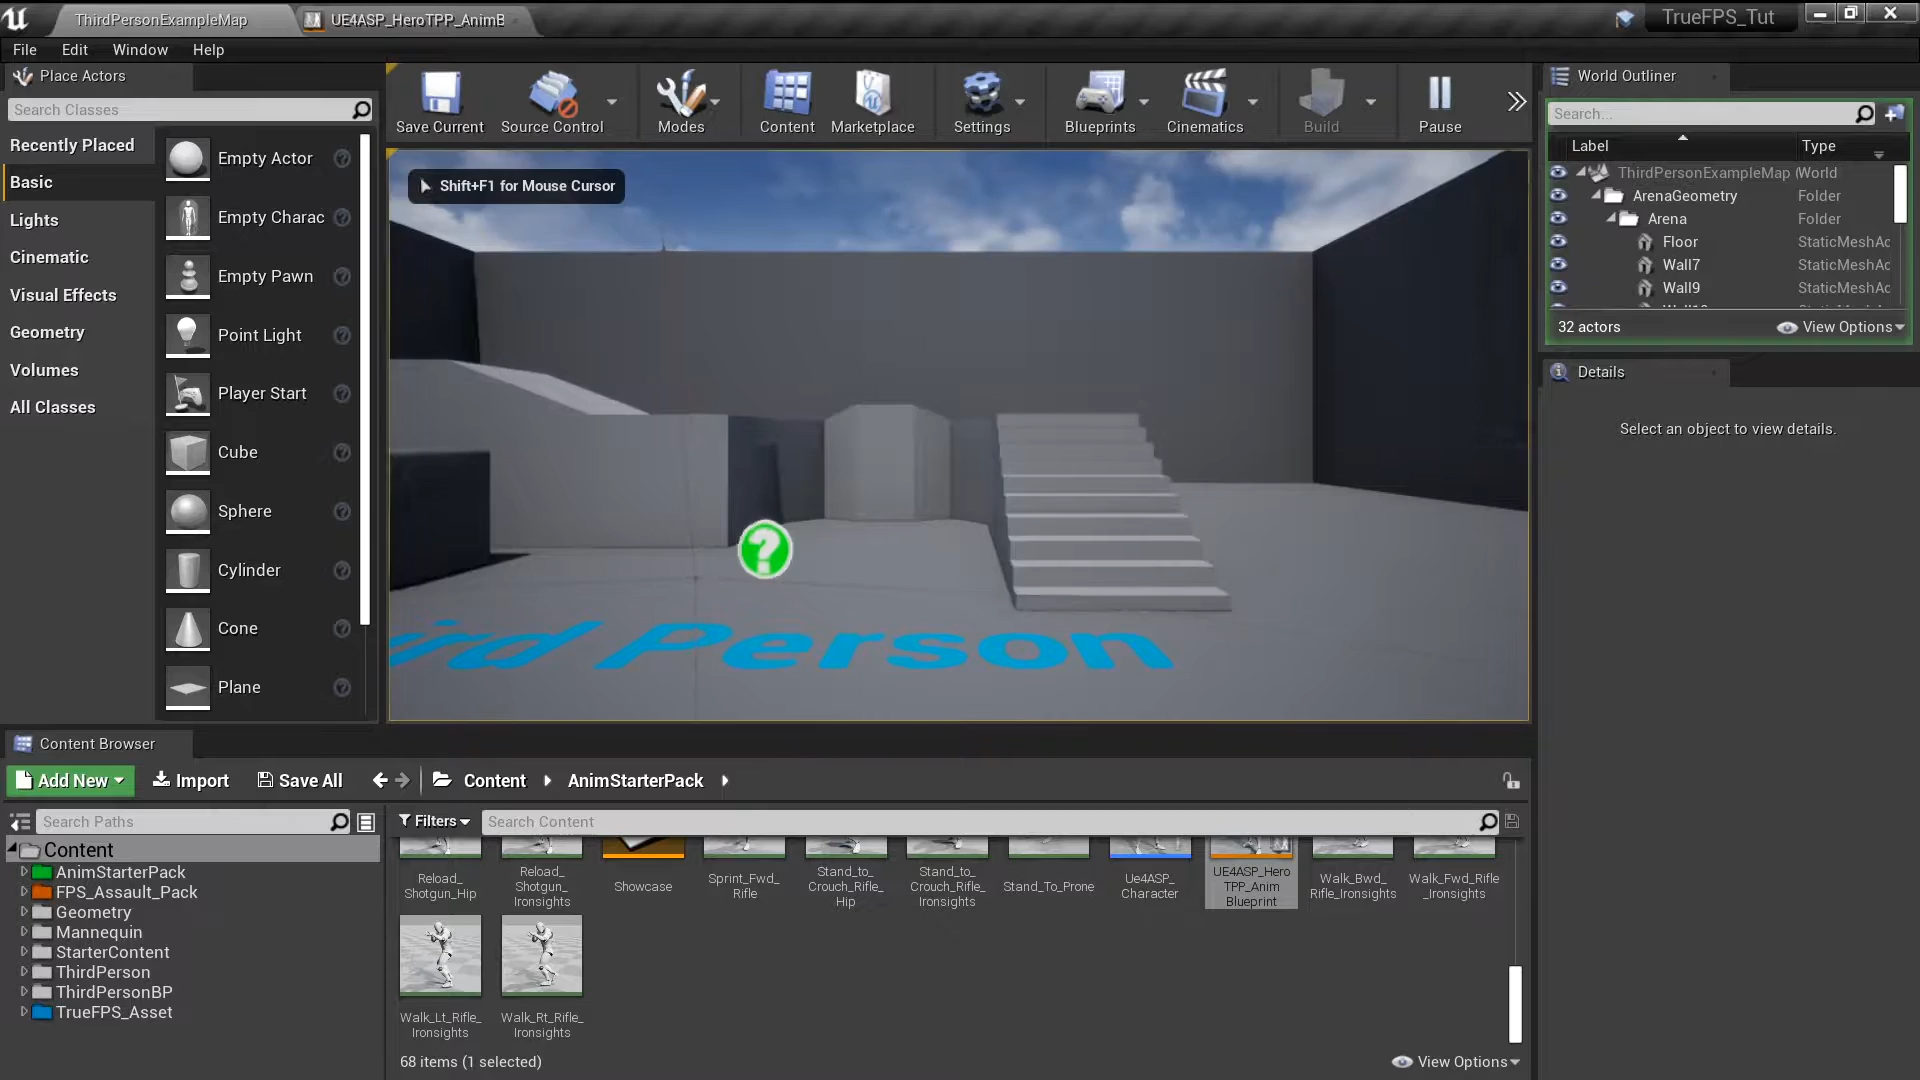 ThirdPersonExampleMap
UE4ASP_HeroTPP_AnimB
TrueFPS_Tut
File
Edit
Window
Help
Place Actors
Search Classes
Recently Placed
Basic
Lights
Cinematic
Visual Effects
Geometry
Volumes
All Classes
Empty Actor
Empty Charac
Empty Pawn
Point Light
Player Start
Cube
Sphere
Cylinder
Cone
Plane
Save Current
Source Control
Modes
Content
Marketplace
Settings
Blueprints
Cinematics
Build
Pause
Shift+F1 for Mouse Cursor
ird Person
World Outliner
Search...
Label
Type
ThirdPersonExampleMap (World
ArenaGeometry
Folder
Arena
Folder
Floor
StaticMeshAc
Wall7
StaticMeshAc
Wall9
StaticMeshAc
32 actors
View Options
Details
Select an object to view details.
Content Browser
Add New
Import
Save All
Content
AnimStarterPack
Search Paths
Content
AnimStarterPack
FPS_Assault_Pack
Geometry
Mannequin
StarterContent
ThirdPerson
ThirdPersonBP
TrueFPS_Asset
Filters
Search Content
Reload_
Shotgun_Hip
Reload_
Shotgun_
Ironsights
Showcase
Sprint_Fwd_
Rifle
Stand_to_
Crouch_Rifle_
Hip
Stand_to_
Crouch_Rifle_
Ironsights
Stand_To_Prone
Ue4ASP_
Character
UE4ASP_Hero
TPP_Anim
Blueprint
Walk_Bwd_
Rifle_Ironsights
Walk_Fwd_Rifle
_Ironsights
Walk_Lt_Rifle_
Ironsights
Walk_Rt_Rifle_
Ironsights
68 items (1 selected)
View Options